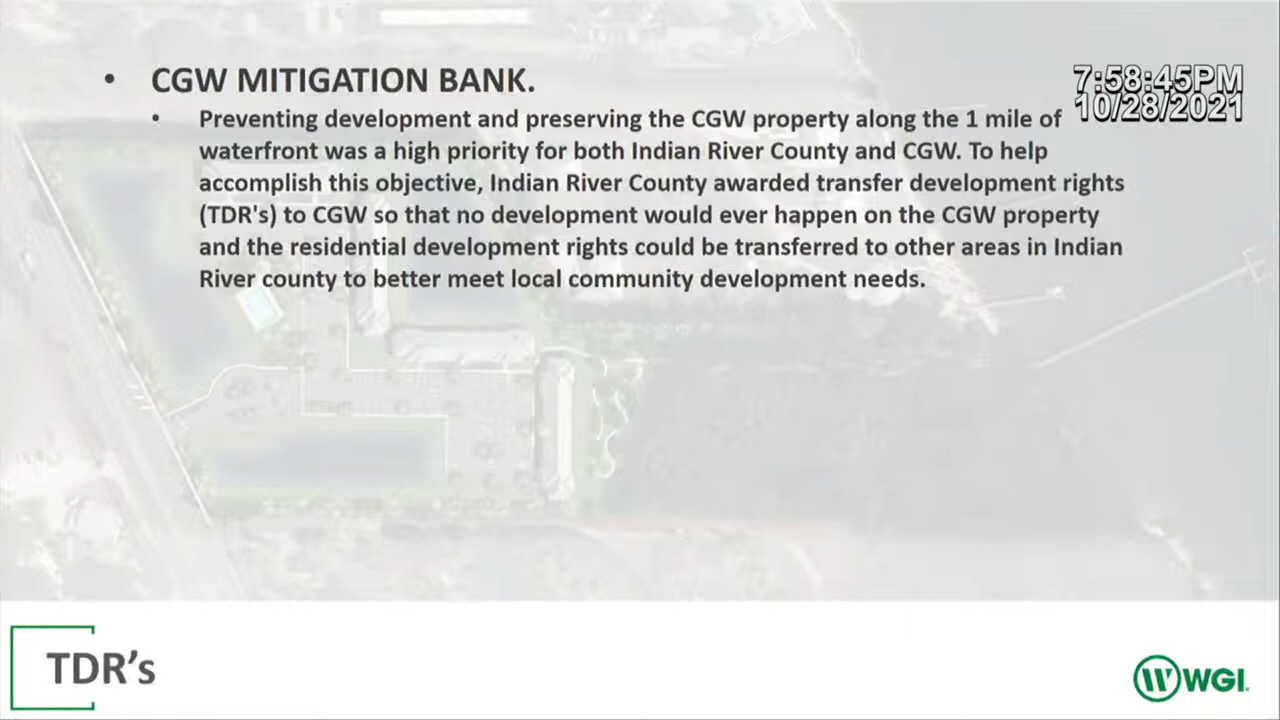 • CGW MITIGATION BANK.
7:58:45PM
10/28/2021
• Preventing development and preserving the CGW property along the 1 mile of
waterfront was a high priority for both Indian River County and CGW. To help
accomplish this objective, Indian River County awarded transfer development rights
(TDR's) to CGW so that no development would ever happen on the CGW property
and the residential development rights could be transferred to other areas in Indian
River county to better meet local community development needs.
TDR’s
W WGI.